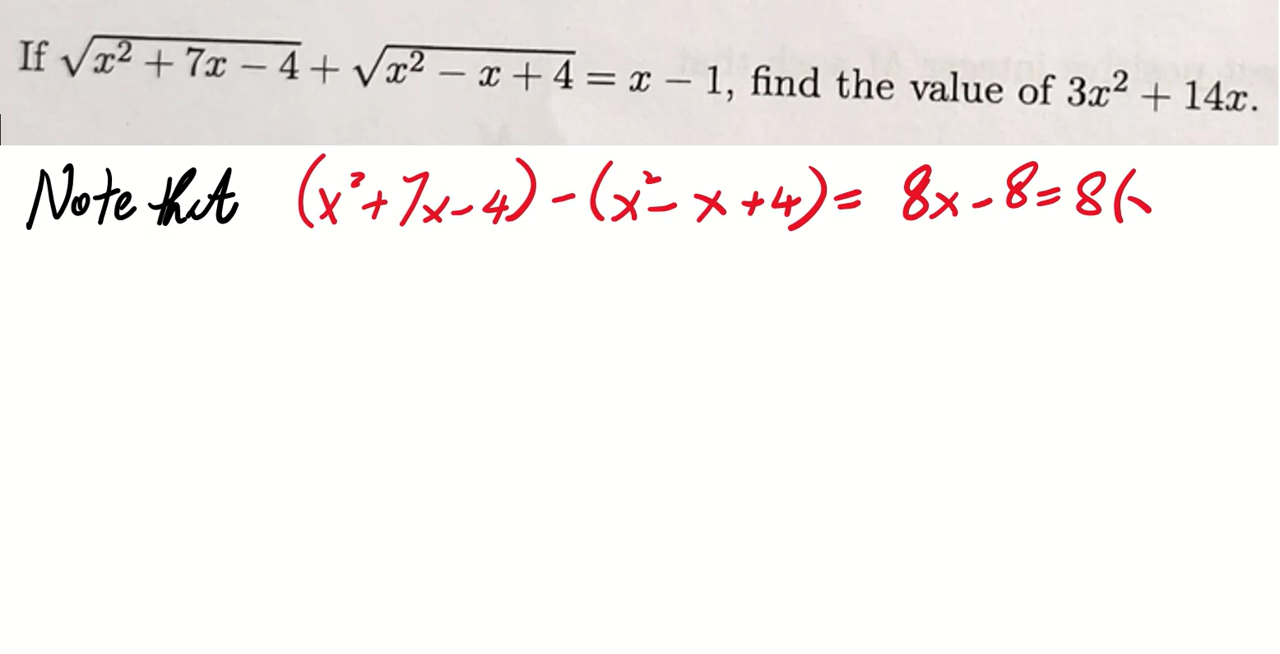 If √(x² + 7x − 4) + √(x² − x + 4) = x − 1, find the value of 3x² + 14x.
Note that (x²+7x-4)-(x²-x+4)= 8x-8=8(